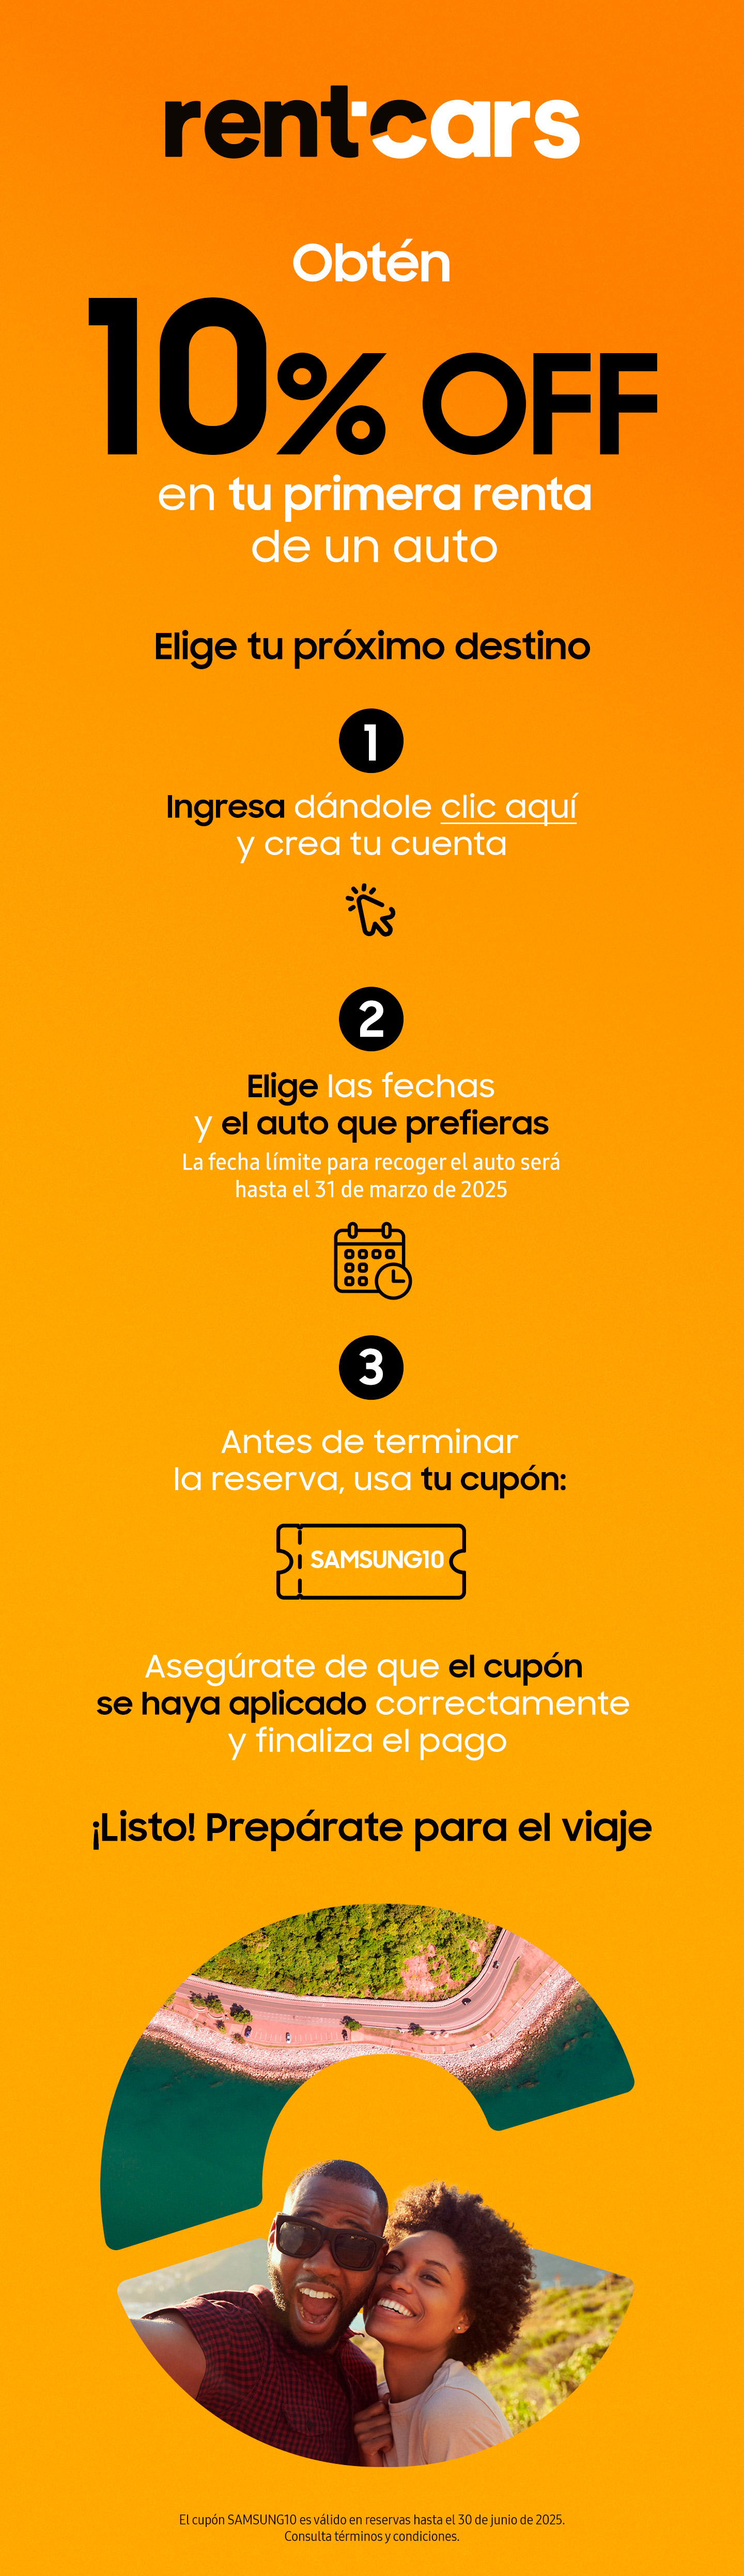 rentcars
Obtén
10% OFF
en tu primera renta
de un auto
Elige tu próximo destino
1
Ingresa dándole clic aquí
y crea tu cuenta
2
Elige las fechas
y el auto que prefieras
La fecha límite para recoger el auto será
hasta el 31 de marzo de 2025
3
Antes de terminar
la reserva, usa tu cupón:
SAMSUNG10
Asegúrate de que el cupón
se haya aplicado correctamente
y finaliza el pago
¡Listo! Prepárate para el viaje
El cupón SAMSUNG10 es válido en reservas hasta el 30 de junio de 2025.
Consulta términos y condiciones.